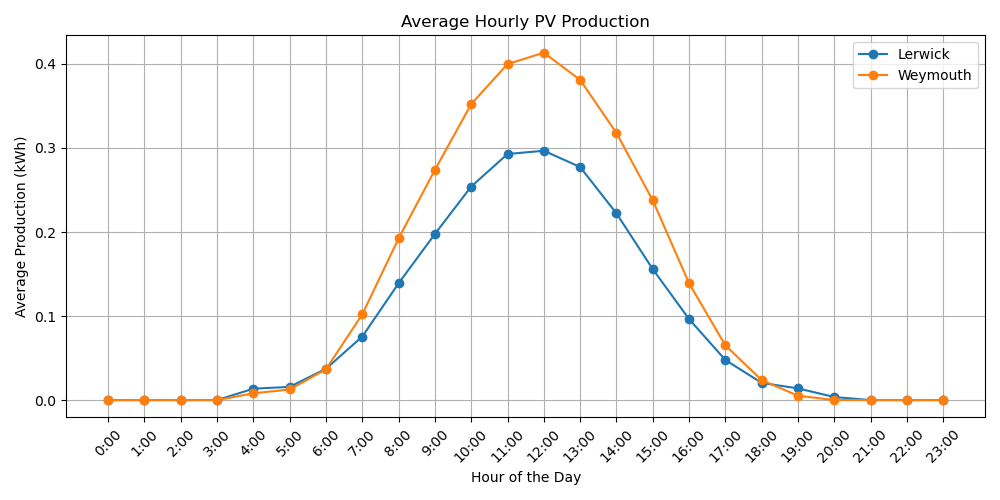 Average Hourly PV Production
Lerwick
Weymouth
Average Production (kWh)
0.4
0.3
0.2
0.1
0.0
0:00 1:00 2:00 3:00 4:00 5:00 6:00 7:00 8:00 9:00 10:00 11:00 12:00 13:00 14:00 15:00 16:00 17:00 18:00 19:00 20:00 21:00 22:00 23:00
Hour of the Day